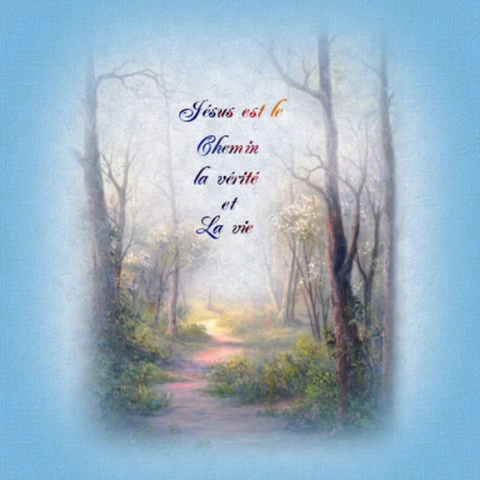 Jésus est le
Chemin
la vérité
et
La vie